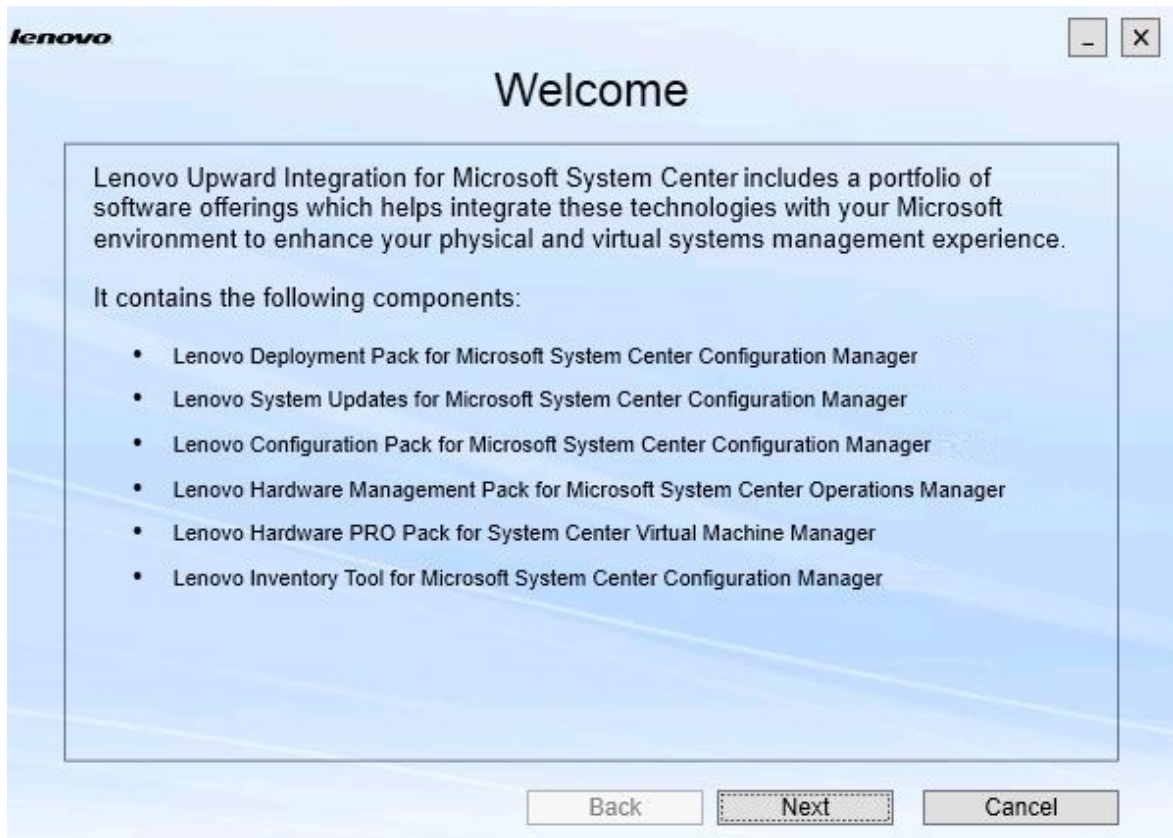 lenovo
Welcome
Lenovo Upward Integration for Microsoft System Center includes a portfolio of
software offerings which helps integrate these technologies with your Microsoft
environment to enhance your physical and virtual systems management experience.
It contains the following components:
• Lenovo Deployment Pack for Microsoft System Center Configuration Manager
• Lenovo System Updates for Microsoft System Center Configuration Manager
• Lenovo Configuration Pack for Microsoft System Center Configuration Manager
• Lenovo Hardware Management Pack for Microsoft System Center Operations Manager
• Lenovo Hardware PRO Pack for System Center Virtual Machine Manager
• Lenovo Inventory Tool for Microsoft System Center Configuration Manager
Back Next Cancel